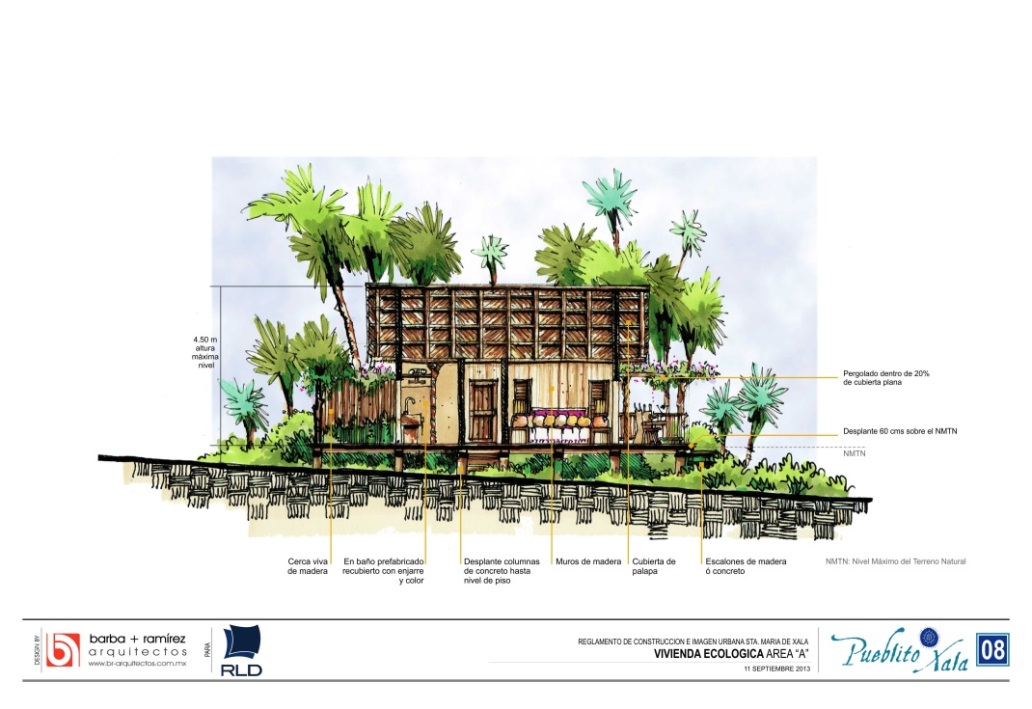 4.50 m
altura
máxima
nivel
Pergolado dentro de 20%
de cubierta plana
Desplante 60 cms sobre el NMTN
NMTN
Cerca viva
de madera
En baño prefabricado
recubierto con enjarre
y color
Desplante columnas
de concreto hasta
nivel de piso
Muros de madera
Cubierta de
palapa
Escalones de madera
ó concreto
NMTN: Nivel Máximo del Terreno Natural
DESIGN BY
barba + ramírez
arquitectos
www.br-arquitectos.com.mx
PARA
RLD
REGLAMENTO DE CONSTRUCCION E IMAGEN URBANA STA. MARIA DE XALA
VIVIENDA ECOLOGICA AREA “A”
11 SEPTIEMBRE 2013
Pueblito Xala
08